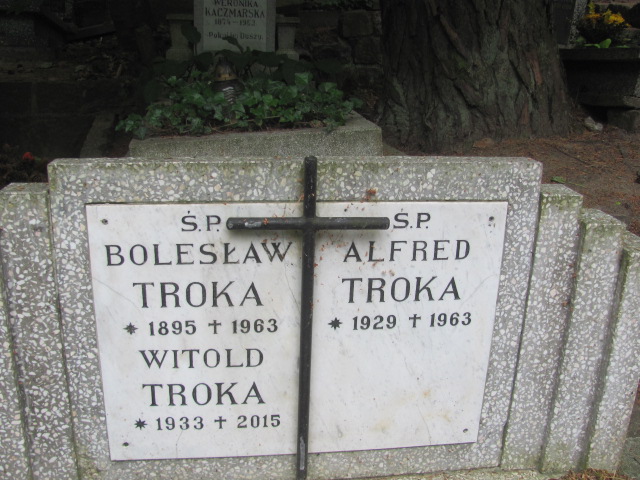 WERONIKA
KACZMARSKA
Ś.P.
BOLESŁAW
TROKA
* 1895 + 1963
WITOLD
TROKA
* 1933 + 2015
Ś.P.
ALFRED
TROKA
* 1929 + 1963